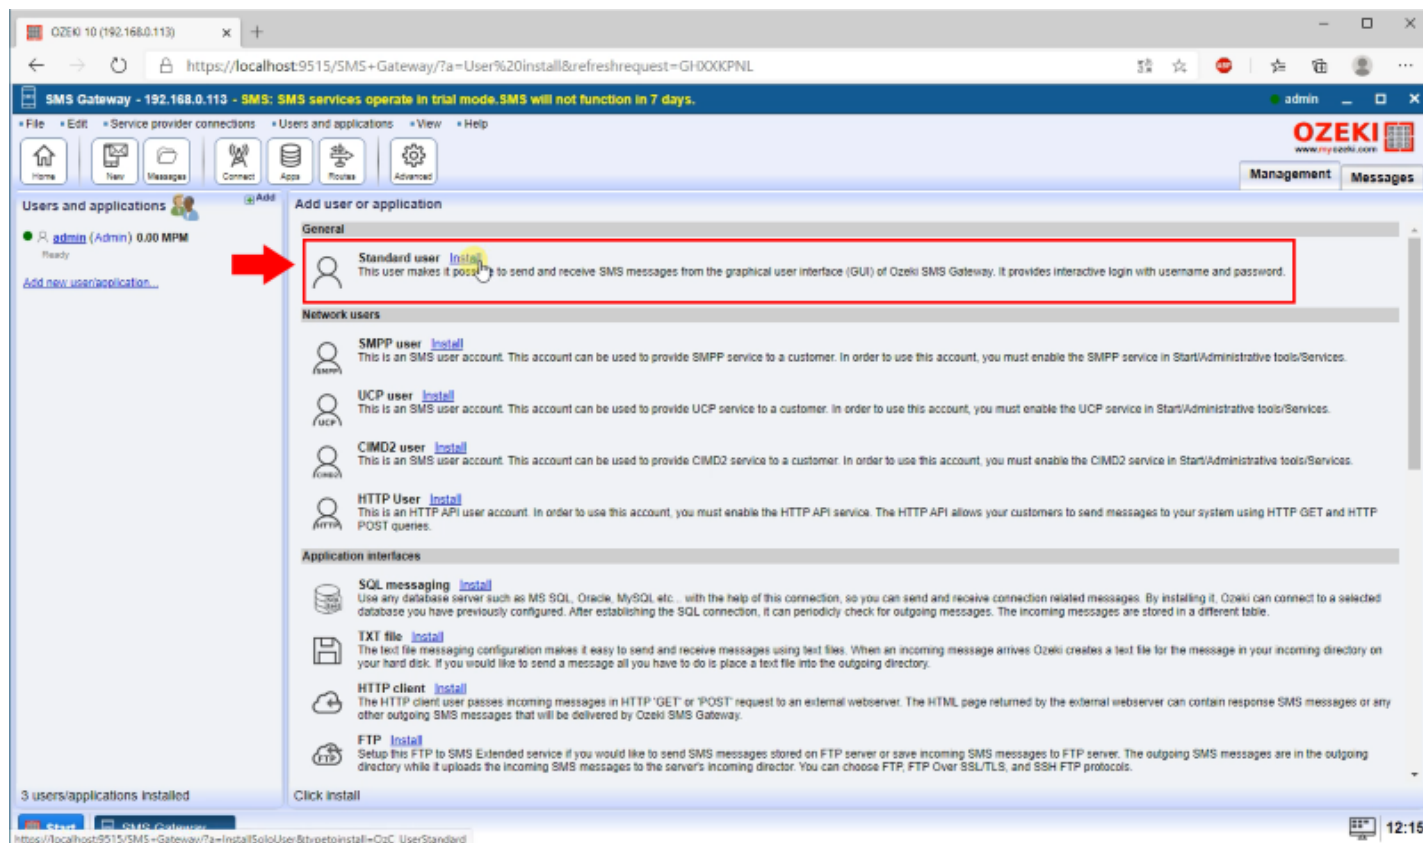 OZEKI 10 (192.168.0.113)
https://localhost:9515/SMS+Gateway/?a=User%20install&refreshrequest=GHXXKPNL
SMS Gateway - 192.168.0.113 - SMS: SMS services operate in trial mode.SMS will not function in 7 days.
admin
File Edit Service provider connections Users and applications View Help
OZEKI
www.myozeki.com
Home New Messages Connect Apps Routes Advanced
Management Messages
Users and applications
Add
admin (Admin) 0.00 MPM
Ready
Add new user/application...
Add user or application
General
Standard user Install
This user makes it possible to send and receive SMS messages from the graphical user interface (GUI) of Ozeki SMS Gateway. It provides interactive login with username and password.
Network users
SMPP user Install
SMPP
This is an SMS user account. This account can be used to provide SMPP service to a customer. In order to use this account, you must enable the SMPP service in Start/Administrative tools/Services.
UCP user Install
UCP
This is an SMS user account. This account can be used to provide UCP service to a customer. In order to use this account, you must enable the UCP service in Start/Administrative tools/Services.
CIMD2 user Install
CIMD2
This is an SMS user account. This account can be used to provide CIMD2 service to a customer. In order to use this account, you must enable the CIMD2 service in Start/Administrative tools/Services.
HTTP User Install
HTTP
This is an HTTP API user account. In order to use this account, you must enable the HTTP API service. The HTTP API allows your customers to send messages to your system using HTTP GET and HTTP
POST queries.
Application interfaces
SQL messaging Install
Use any database server such as MS SQL, Oracle, MySQL etc... with the help of this connection, so you can send and receive connection related messages. By installing it, Ozeki can connect to a selected
database you have previously configured. After establishing the SQL connection, it can periodicly check for outgoing messages. The incoming messages are stored in a different table.
TXT file Install
The text file messaging configuration makes it easy to send and receive messages using text files. When an incoming message arrives Ozeki creates a text file for the message in your incoming directory on
your hard disk. If you would like to send a message all you have to do is place a text file into the outgoing directory.
HTTP client Install
The HTTP client user passes incoming messages in HTTP 'GET' or 'POST' request to an external webserver. The HTML page returned by the external webserver can contain response SMS messages or any
other outgoing SMS messages that will be delivered by Ozeki SMS Gateway.
FTP Install
FTP
Setup this FTP to SMS Extended service if you would like to send SMS messages stored on FTP server or save incoming SMS messages to FTP server. The outgoing SMS messages are in the outgoing
directory while it uploads the incoming SMS messages to the server's incoming director. You can choose FTP, FTP Over SSL/TLS, and SSH FTP protocols.
3 users/applications installed
Click install
Start SMS Gateway
https://localhost:9515/SMS+Gateway/?a=InstallSoloUser&typetoinstall=OzC_UserStandard
12:15